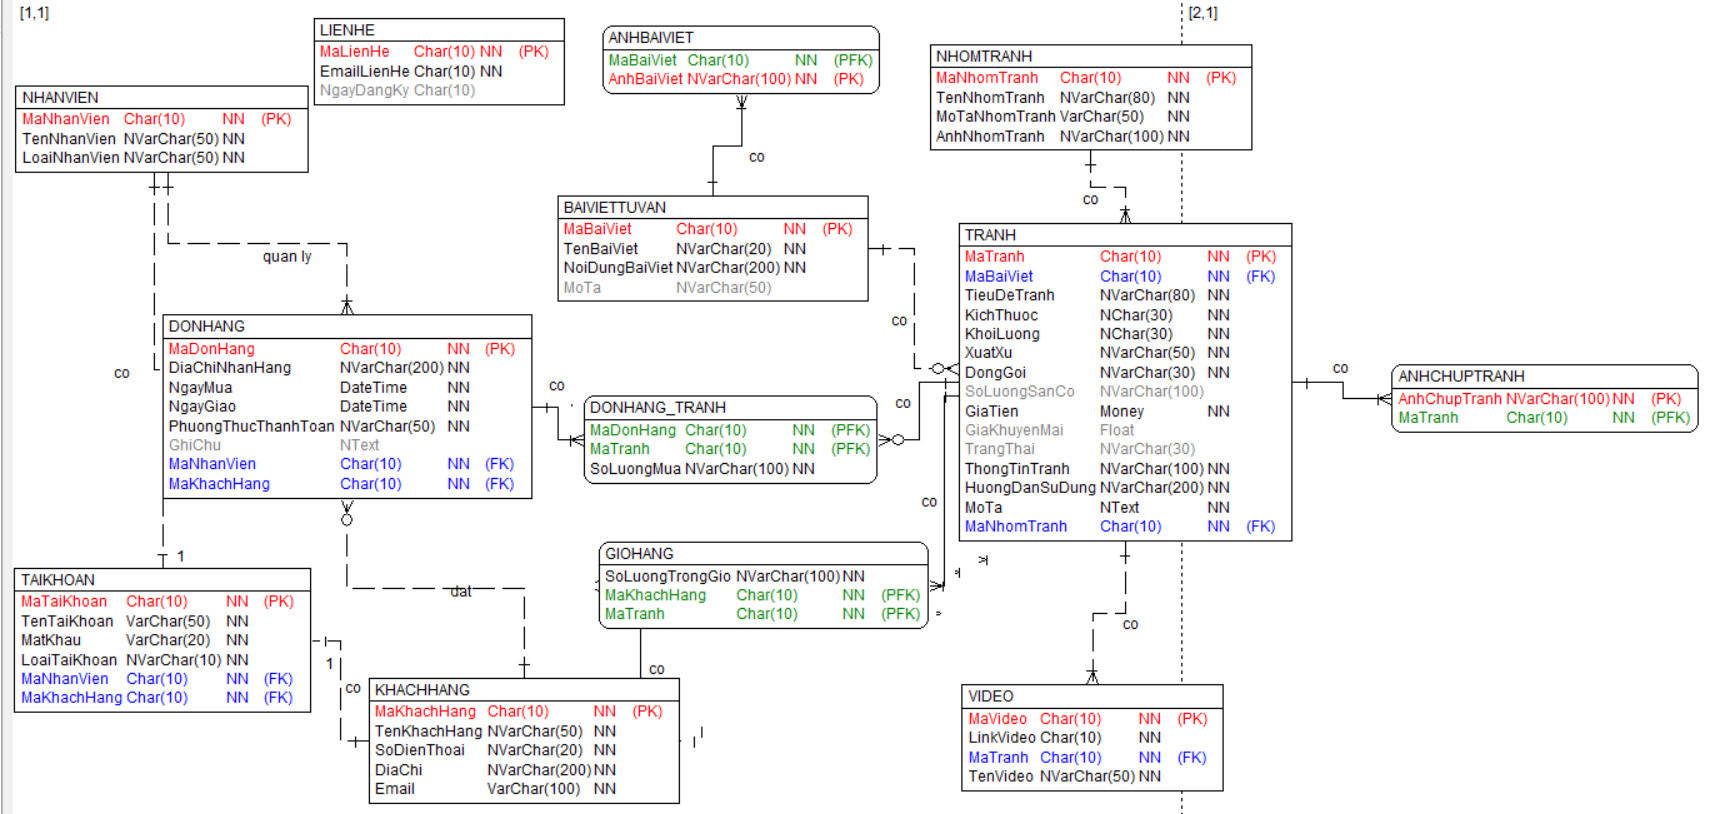 [1,1]
[2,1]
LIENHE
MaLienHe Char(10) NN (PK)
EmailLienHe Char(10) NN
NgayDangKy Char(10)
ANHBAIVIET
MaBaiViet Char(10) NN (PFK)
AnhBaiViet NVarChar(100) NN (PK)
NHOMTRANH
MaNhomTranh Char(10) NN (PK)
TenNhomTranh NVarChar(80) NN
MoTaNhomTranh VarChar(50) NN
AnhNhomTranh NVarChar(100) NN
NHANVIEN
MaNhanVien Char(10) NN (PK)
TenNhanVien NVarChar(50) NN
LoaiNhanVien NVarChar(50) NN
co
co
BAIVIETTUVAN
MaBaiViet Char(10) NN (PK)
TenBaiViet NVarChar(20) NN
NoiDungBaiViet NVarChar(200) NN
MoTa NVarChar(50)
TRANH
MaTranh Char(10) NN (PK)
MaBaiViet Char(10) NN (FK)
TieuDeTranh NVarChar(80) NN
KichThuoc NChar(30) NN
KhoiLuong NChar(30) NN
XuatXu NVarChar(50) NN
DongGoi NVarChar(30) NN
SoLuongSanCo NVarChar(100)
GiaTien Money NN
GiaKhuyenMai Float
TrangThai NVarChar(30)
ThongTinTranh NVarChar(100) NN
HuongDanSuDung NVarChar(200) NN
MoTa NText NN
MaNhomTranh Char(10) NN (FK)
quan ly
co
DONHANG
MaDonHang Char(10) NN (PK)
DiaChiNhanHang NVarChar(200) NN
NgayMua DateTime NN
NgayGiao DateTime NN
PhuongThucThanhToan NVarChar(50) NN
GhiChu NText
MaNhanVien Char(10) NN (FK)
MaKhachHang Char(10) NN (FK)
co
co
co
co
DONHANG_TRANH
MaDonHang Char(10) NN (PFK)
MaTranh Char(10) NN (PFK)
SoLuongMua NVarChar(100) NN
ANHCHUPTRANH
AnhChupTranh NVarChar(100) NN (PK)
MaTranh Char(10) NN (PFK)
co
1
GIOHANG
SoLuongTrongGio NVarChar(100) NN
MaKhachHang Char(10) NN (PFK)
MaTranh Char(10) NN (PFK)
TAIKHOAN
MaTaiKhoan Char(10) NN (PK)
TenTaiKhoan VarChar(50) NN
MatKhau VarChar(20) NN
LoaiTaiKhoan NVarChar(10) NN
MaNhanVien Char(10) NN (FK)
MaKhachHang Char(10) NN (FK)
dat
co
1
co
co
KHACHHANG
MaKhachHang Char(10) NN (PK)
TenKhachHang NVarChar(50) NN
SoDienThoai NVarChar(20) NN
DiaChi NVarChar(200) NN
Email VarChar(100) NN
VIDEO
MaVideo Char(10) NN (PK)
LinkVideo Char(10) NN
MaTranh Char(10) NN (FK)
TenVideo NVarChar(50) NN